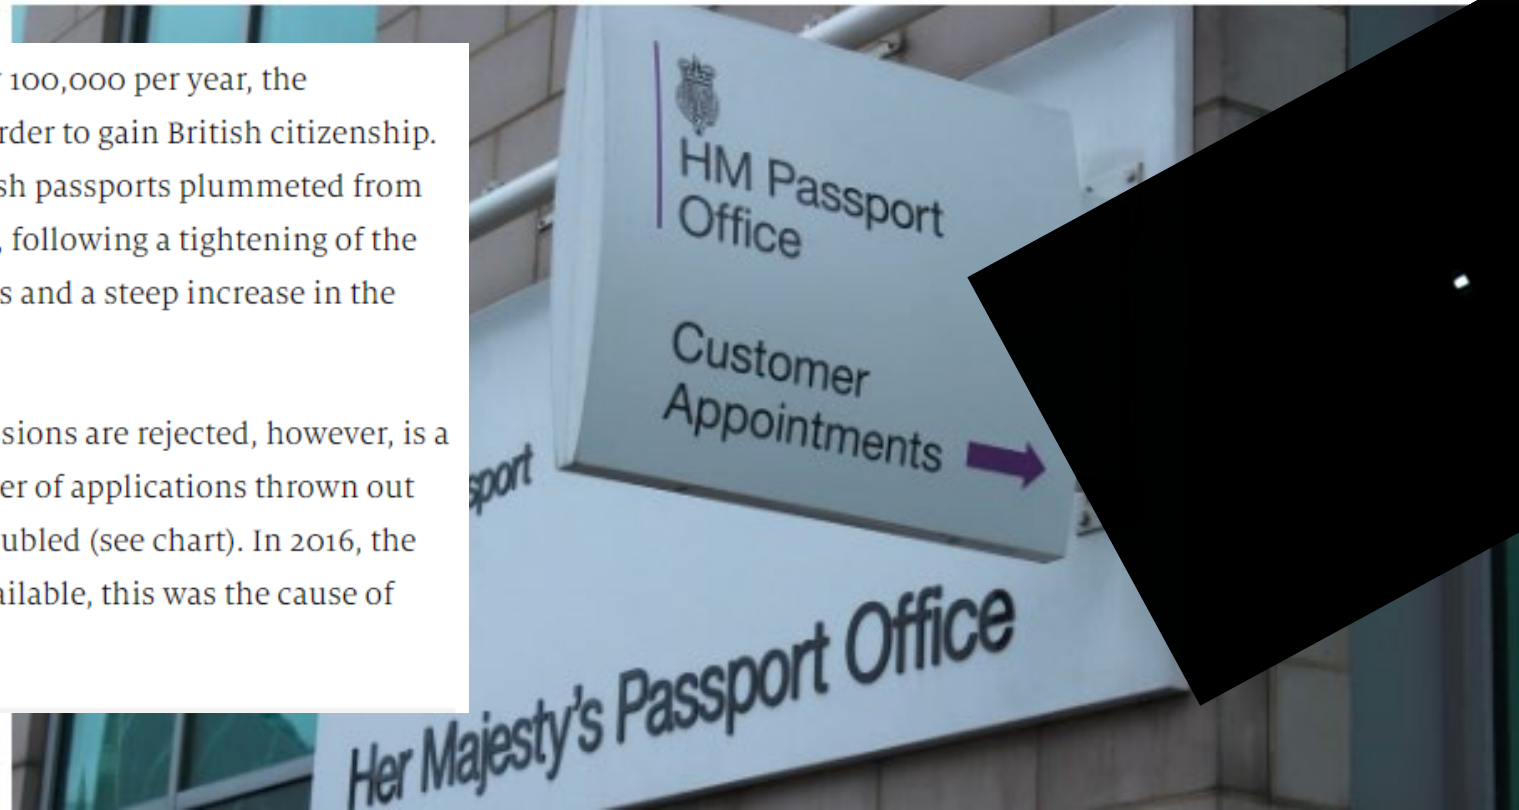 100,000 per year, the
rder to gain British citizenship.
sh passports plummeted from
, following a tightening of the
s and a steep increase in the
sions are rejected, however, is a
er of applications thrown out
ubled (see chart). In 2016, the
ailable, this was the cause of
HM Passport
Office
Customer
Appointments
sport
Her Majesty's Passport Office